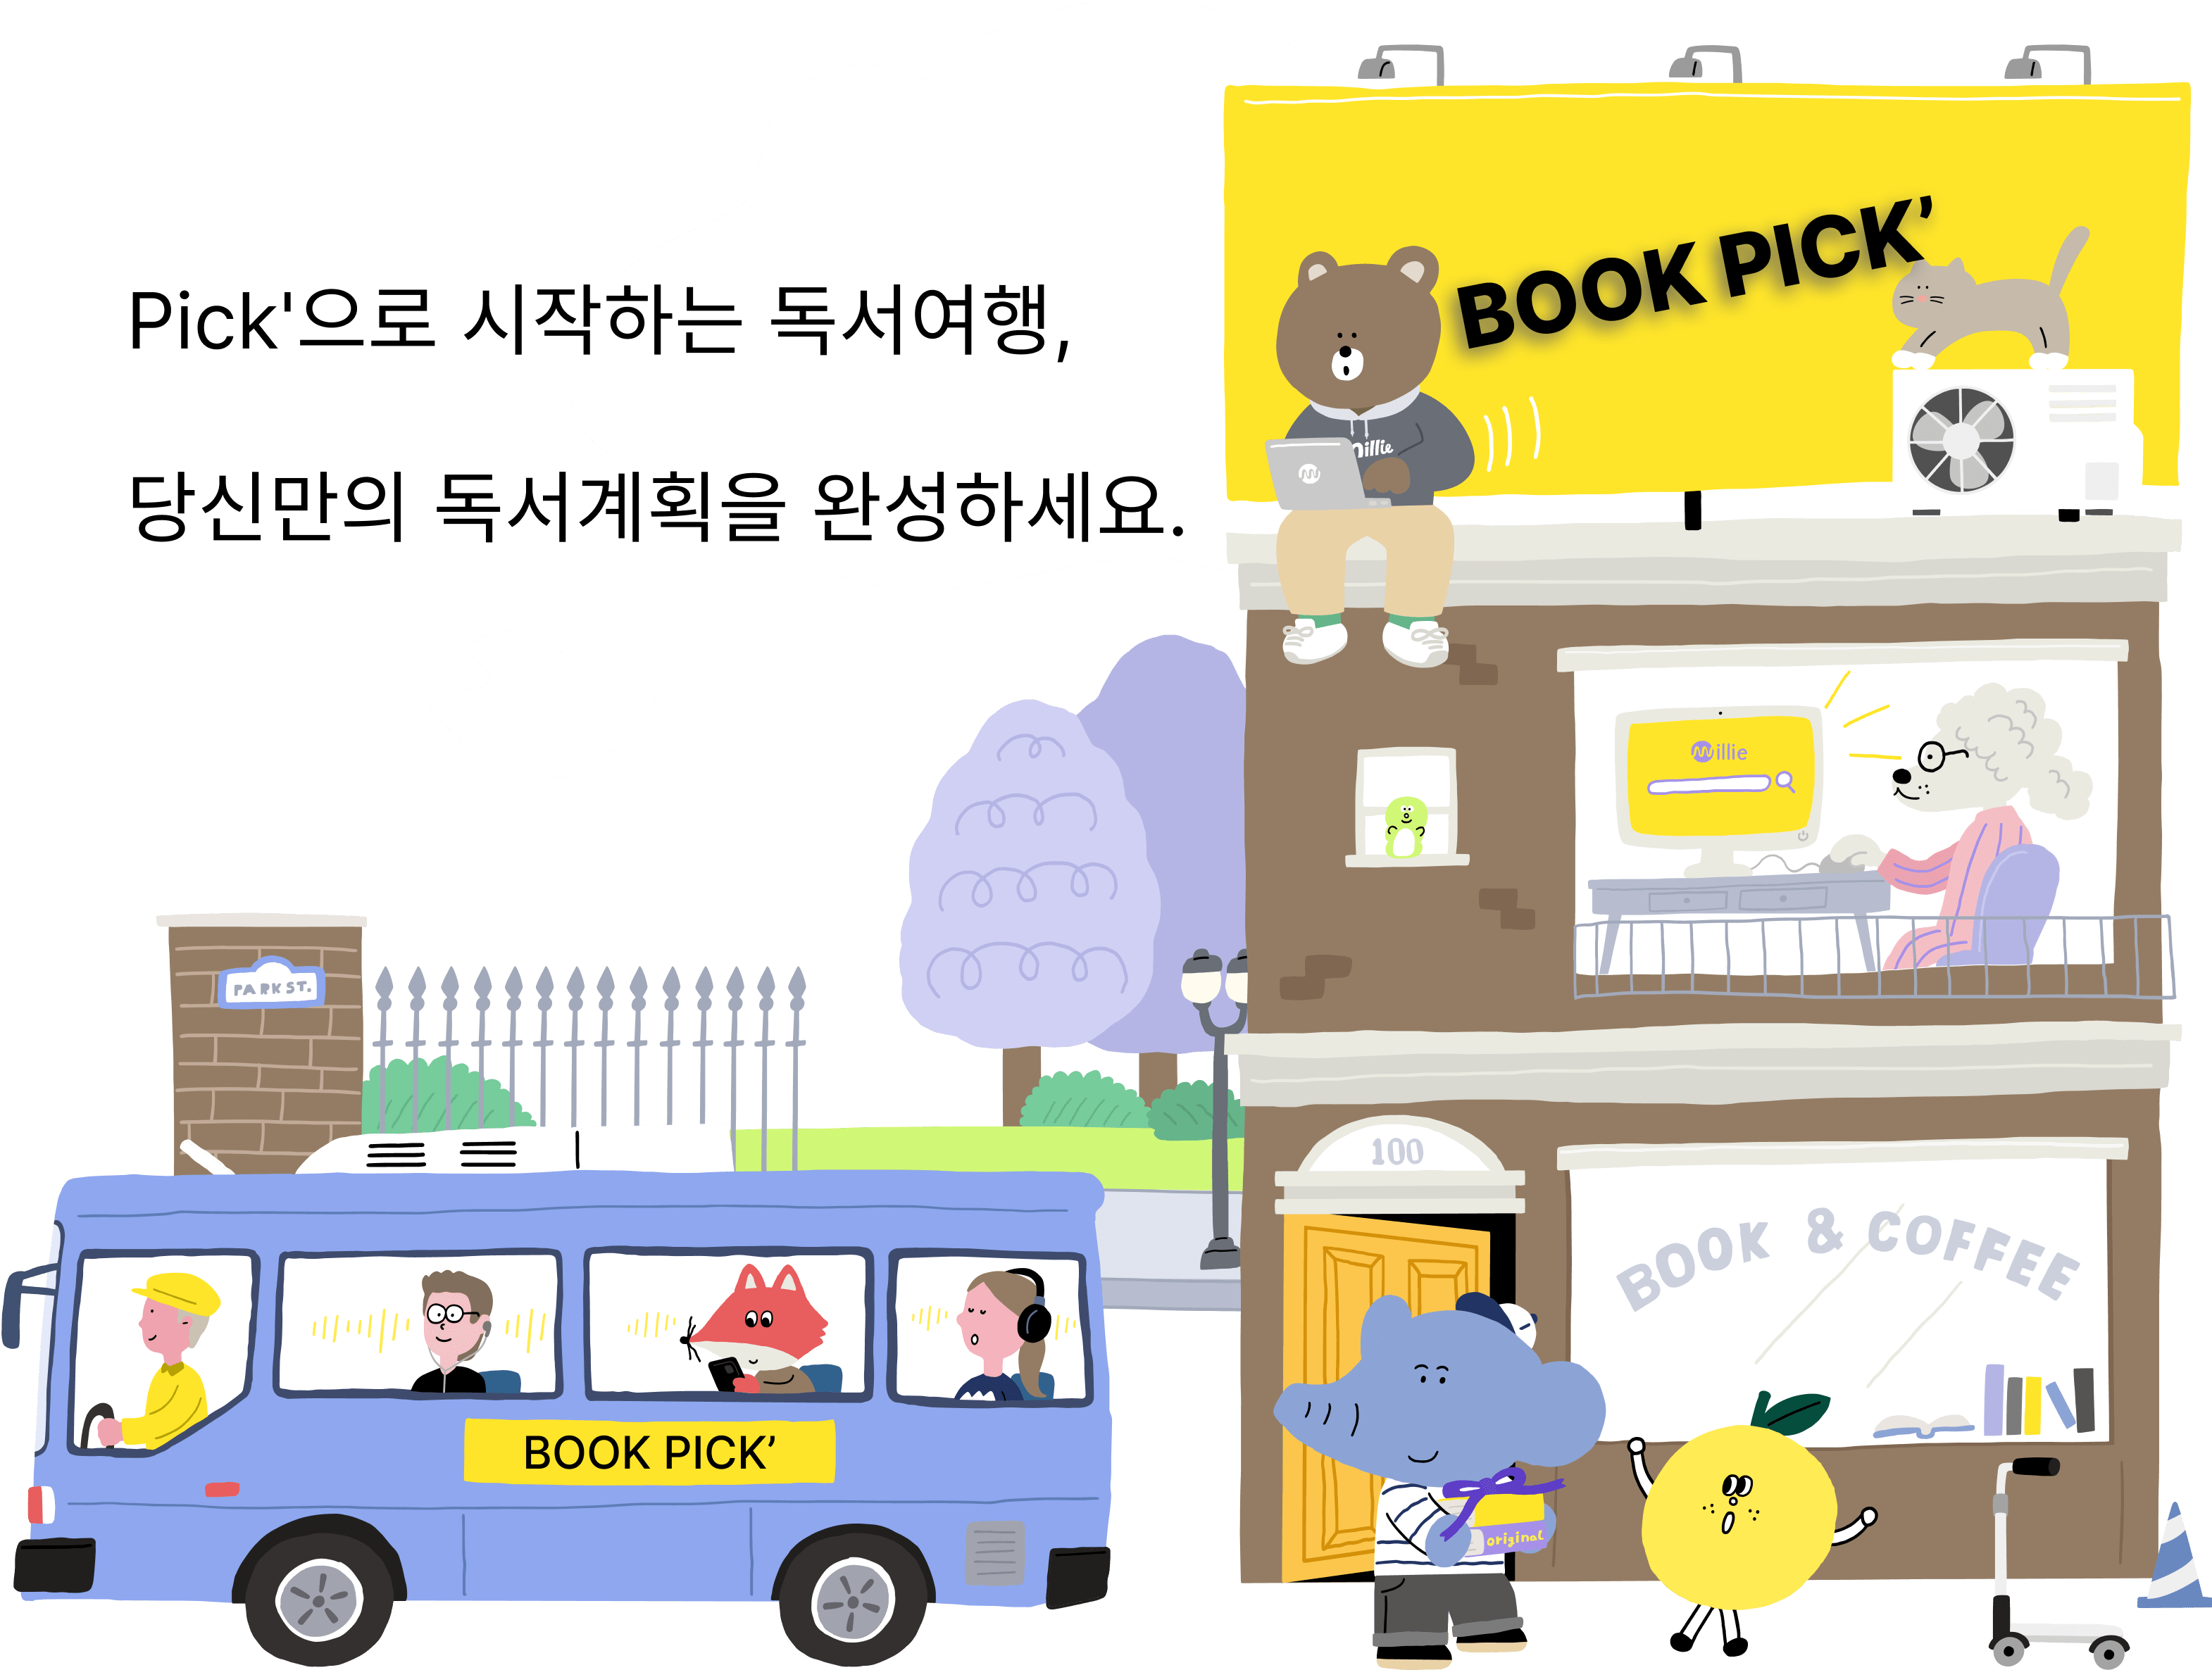 Pick'으로 시작하는 독서여행,
당신만의 독서계획을 완성하세요.
BOOK PICK’
millie
millie
PARK ST.
100
BOOK & COFFEE
BOOK PICK’
original